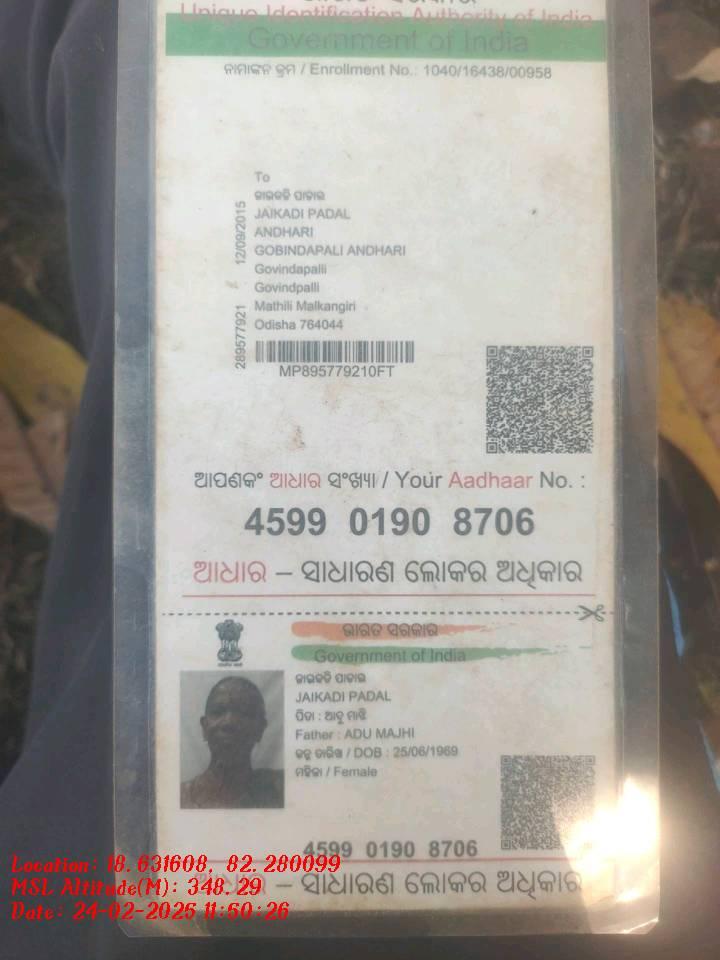 Unique Identification Authority of India
Government of India
ନାମାଙ୍କନ କ୍ରମ / Enrollment No.: 1040/16438/00958
To
ଜାଇକଡି ପାଡାଲ
JAIKADI PADAL
ANDHARI
GOBINDAPALI ANDHARI
Govindapalli
Govindpalli
Mathili Malkangiri
Odisha 764044
289577921 12/09/2015
MP895779210FT
ଆପଣଙ୍କ ଆଧାର ସଂଖ୍ୟା / Your Aadhaar No. :
4599 0190 8706
ଆଧାର – ସାଧାରଣ ଲୋକର ଅଧିକାର
ଭାରତ ସରକାର
Government of India
ଜାଇକଡି ପାଡାଲ
JAIKADI PADAL
ପିତା : ଆଦୁ ମାଝି
Father : ADU MAJHI
ଜନ୍ମ ତାରିଖ / DOB : 25/06/1969
ମହିଳା / Female
4599 0190 8706
ଆଧାର – ସାଧାରଣ ଲୋକର ଅଧିକାର
Location: 18.631608, 82.280099
MSL Altitude(M): 348.29
Date: 24-02-2025 11:50:26